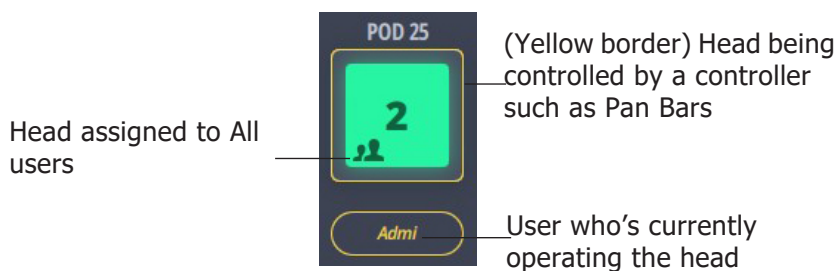 POD 25
2
(Yellow border) Head being
controlled by a controller
such as Pan Bars
Head assigned to All
users
Admi
User who's currently
operating the head